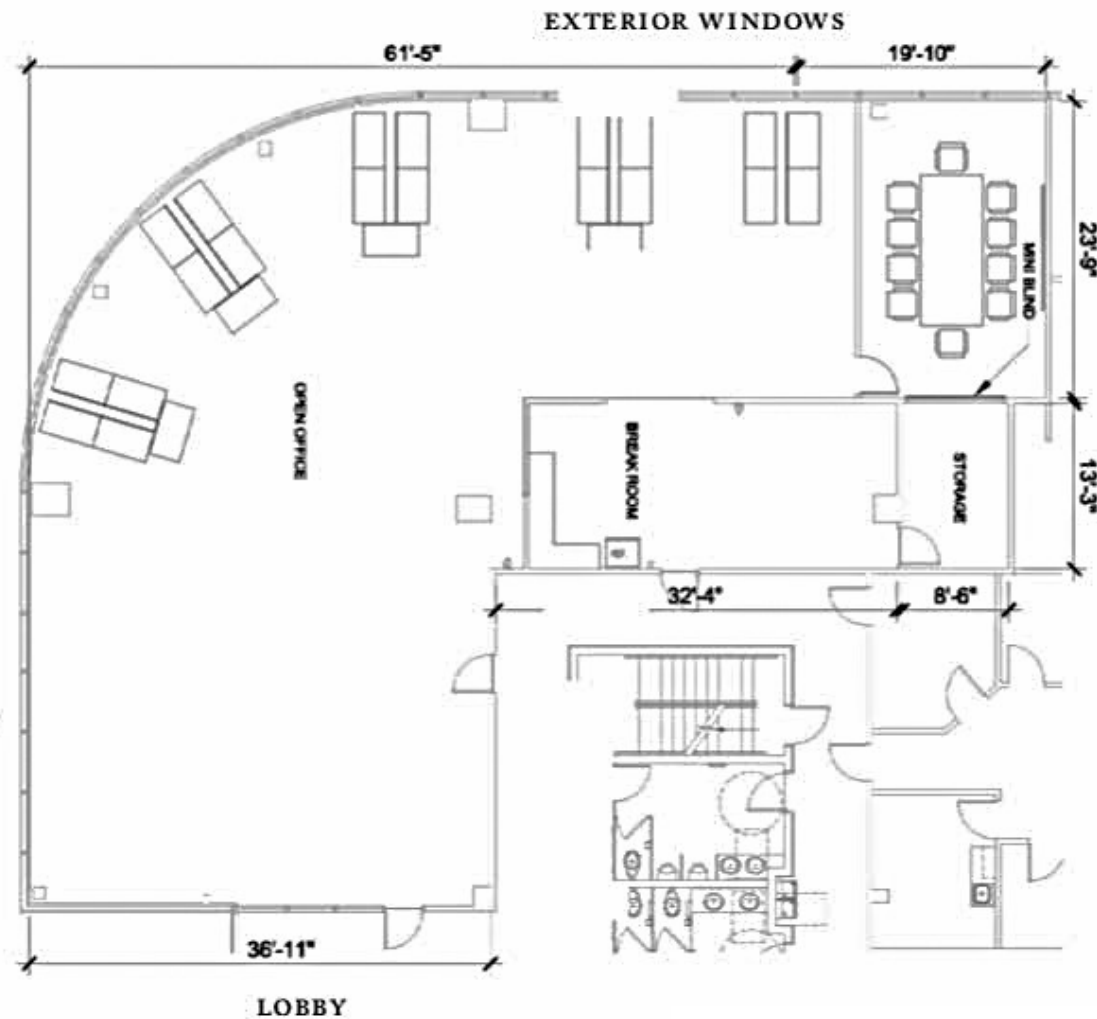 EXTERIOR WINDOWS
61'-5"
19'-10"
23'-9"
MINI BLIND
OPEN OFFICE
BREAK ROOM
STORAGE
13'-3"
32'-4"
8'-6"
36'-11"
LOBBY